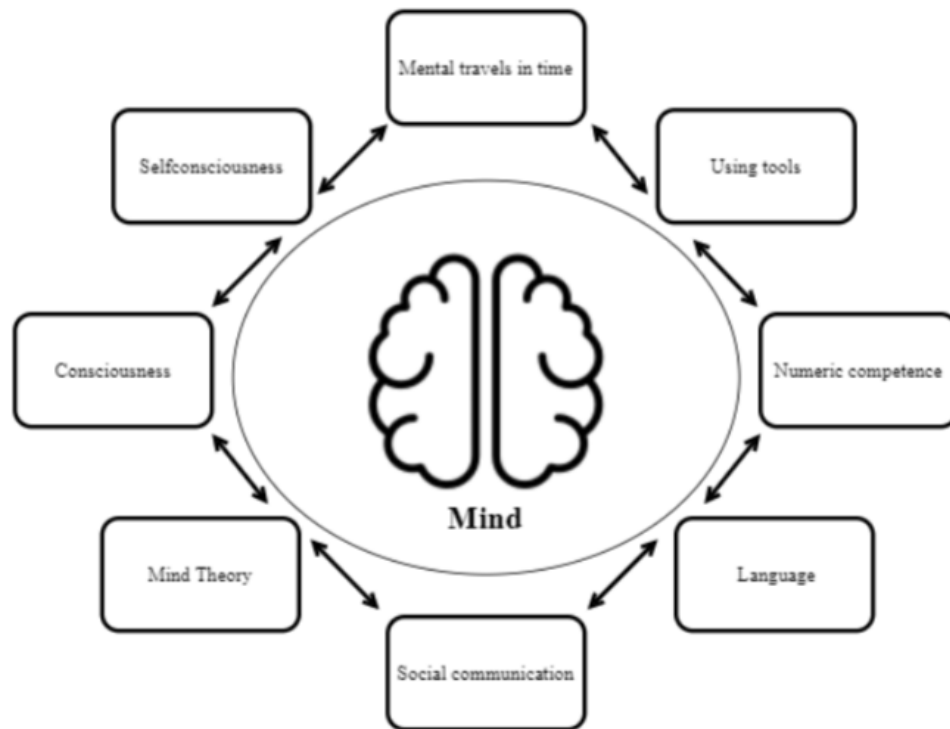 Mental travels in time
Selfconsciousness
Using tools
Consciousness
Numeric competence
Mind
Mind Theory
Language
Social communication